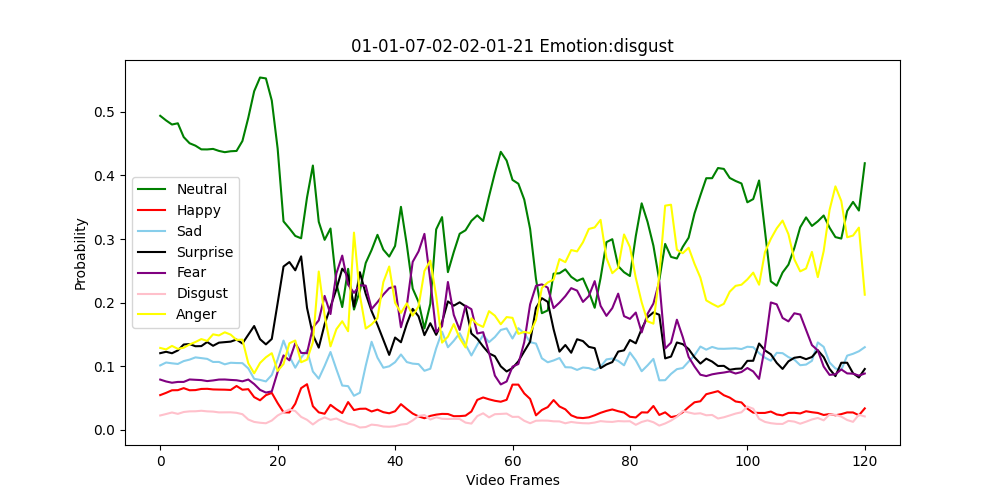 01-01-07-02-02-01-21 Emotion:disgust
Probability
0.5
0.4
0.3
0.2
0.1
0.0
Neutral
Happy
Sad
Surprise
Fear
Disgust
Anger
0 20 40 60 80 100 120
Video Frames